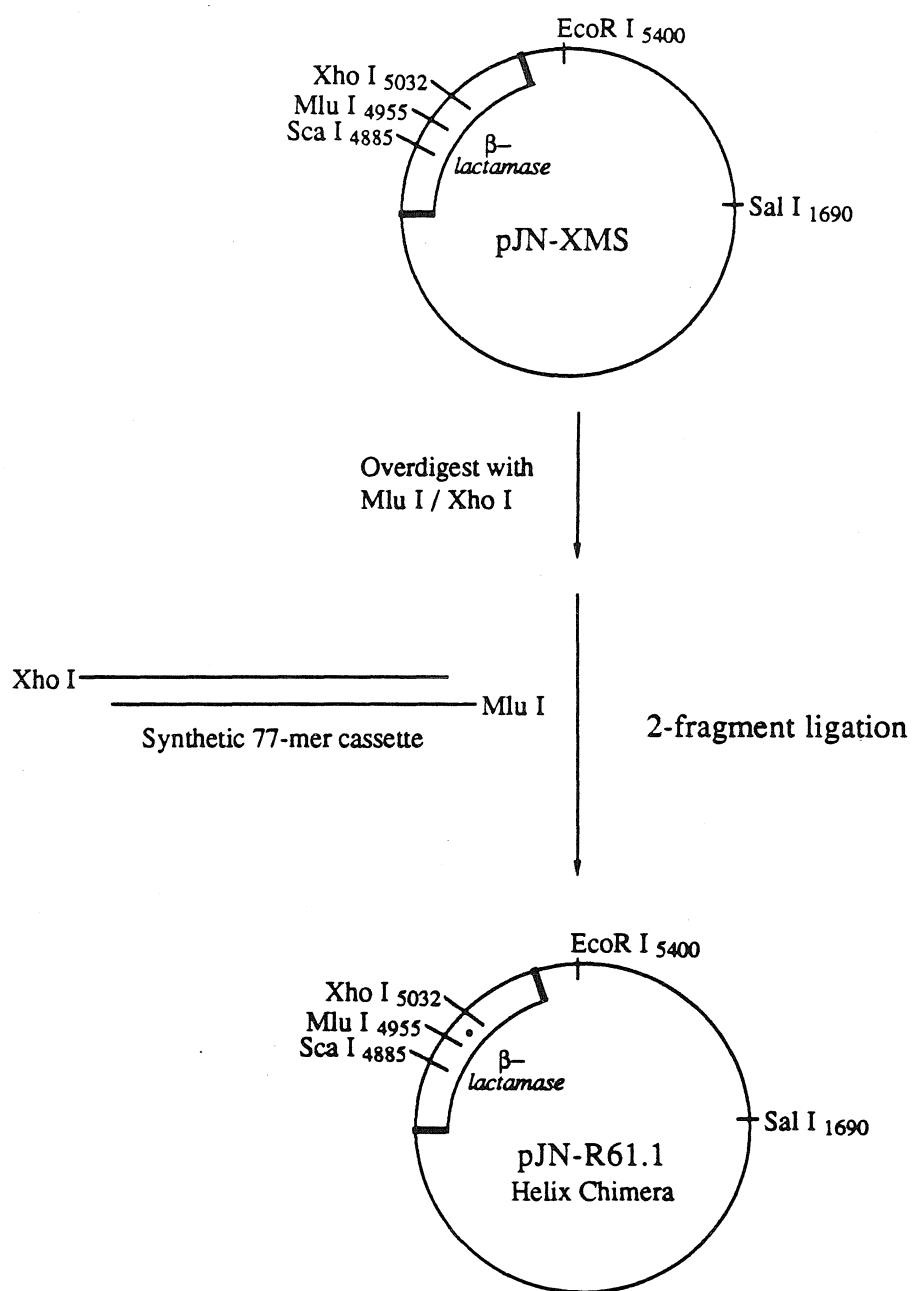 EcoR I 5400
Xho I 5032
Mlu I 4955
Sca I 4885
β–
lactamase
Sal I 1690
pJN-XMS
Overdigest with
Mlu I / Xho I
Xho I
Mlu I
Synthetic 77-mer cassette
2-fragment ligation
EcoR I 5400
Xho I 5032
Mlu I 4955
Sca I 4885
β–
lactamase
Sal I 1690
pJN-R61.1
Helix Chimera